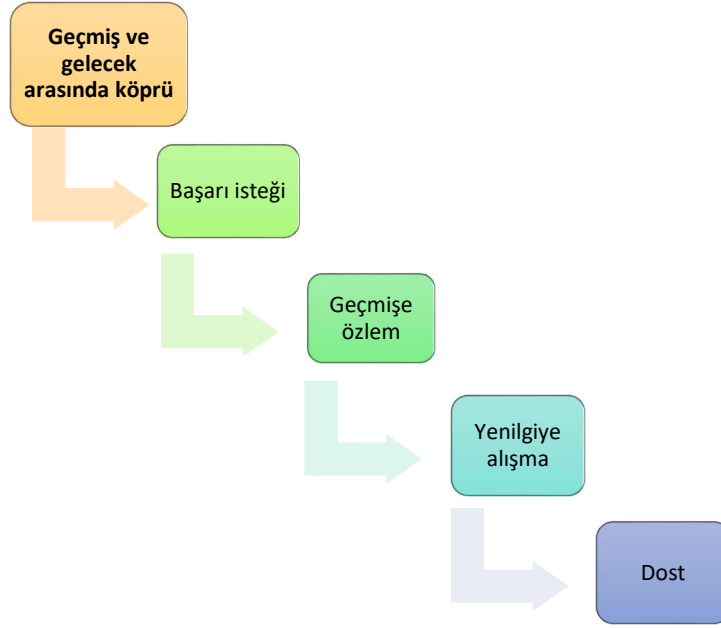 Geçmiş ve
gelecek
arasında köprü
Başarı isteği
Geçmişe
özlem
Yenilgiye
alışma
Dost